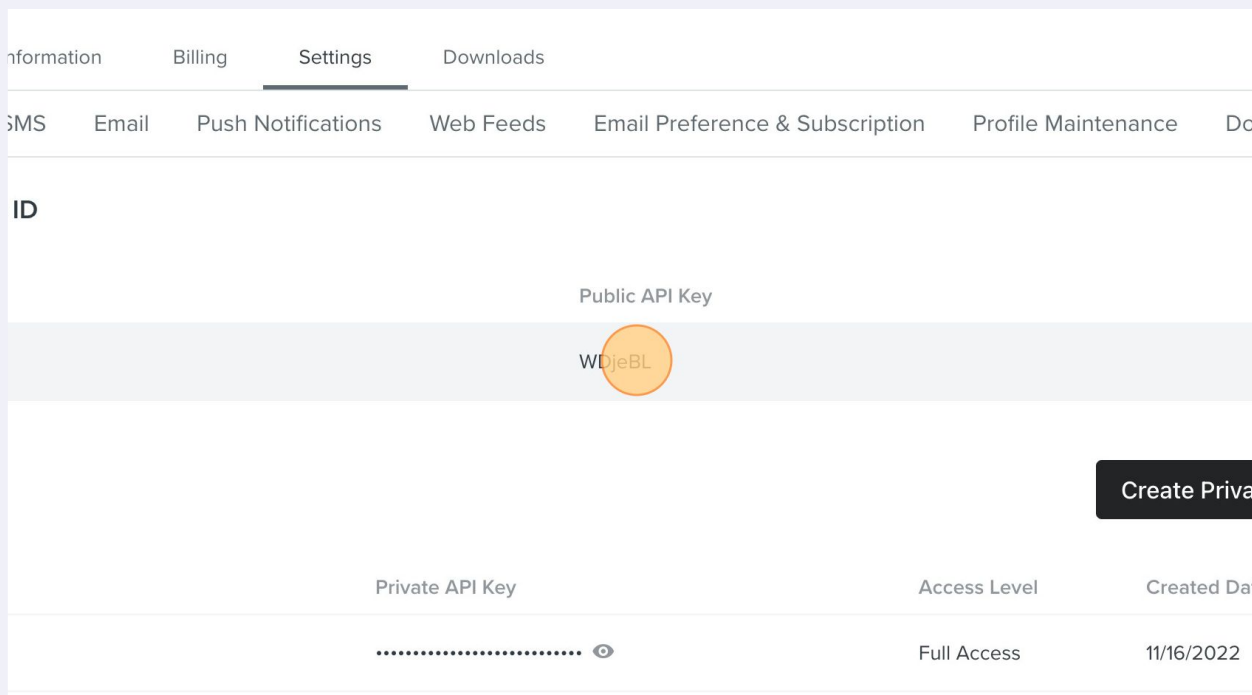 nformation Billing Settings Downloads
SMS Email Push Notifications Web Feeds Email Preference & Subscription Profile Maintenance Do
ID
Public API Key
WDjeBL
Create Priva
Private API Key Access Level Created Da
•••••••••••••••••••••••••••• Full Access 11/16/2022